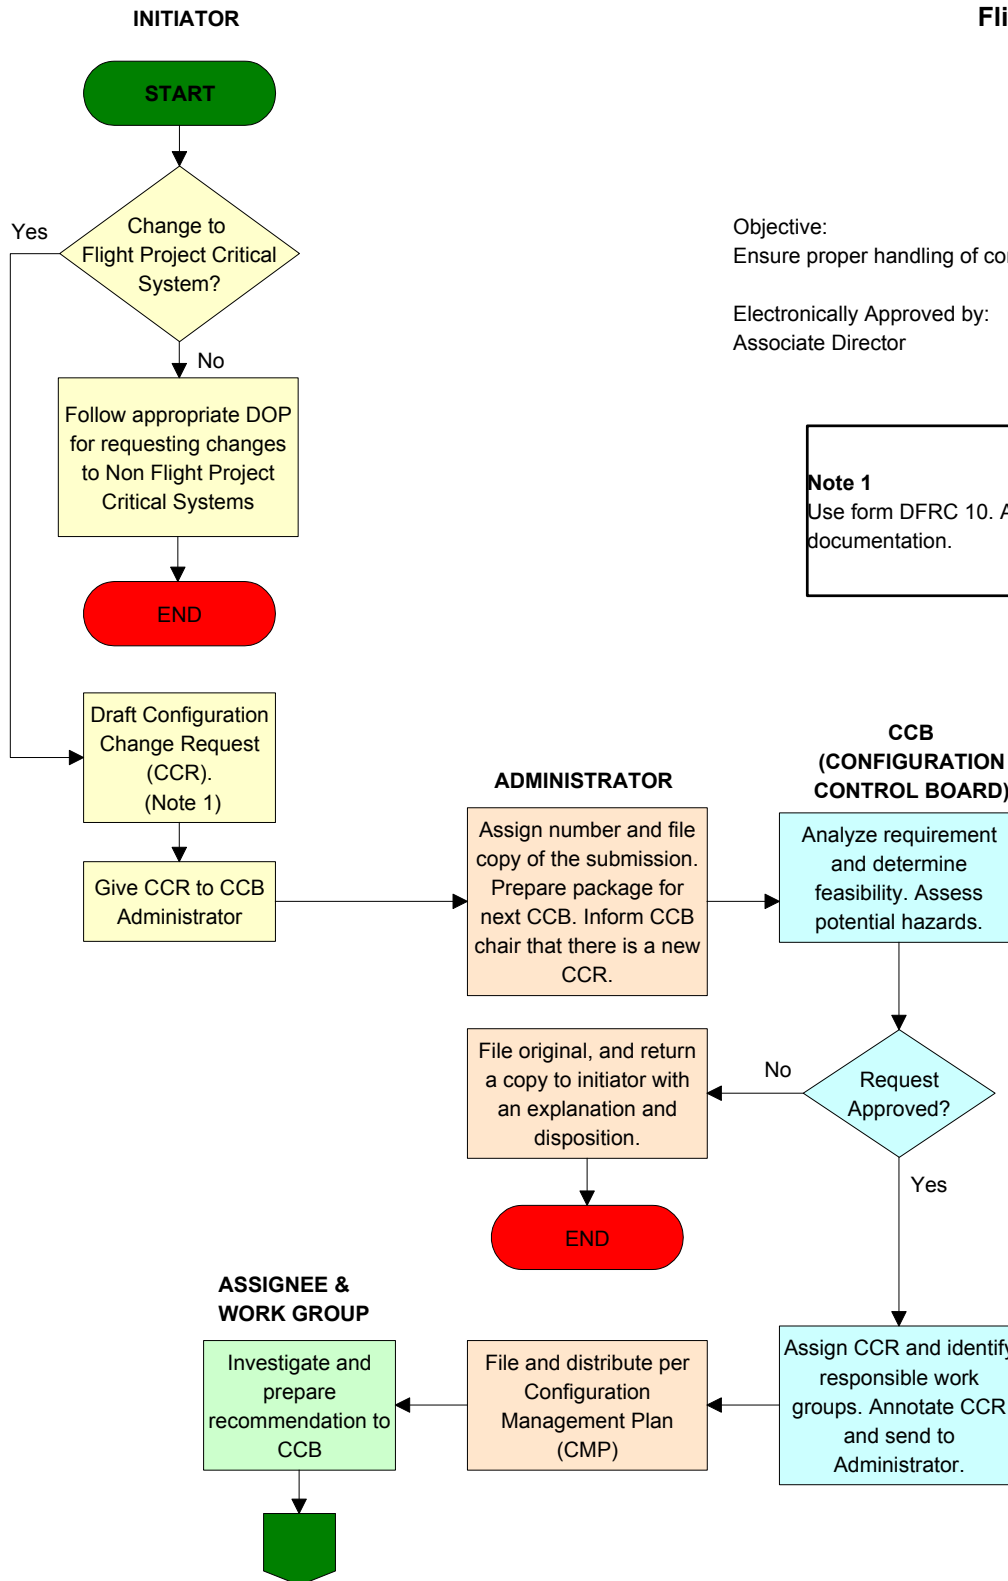 INITIATOR
Fli
START
Yes
Change to
Flight Project Critical
System?
No
Objective:
Ensure proper handling of co
Electronically Approved by:
Associate Director
Follow appropriate DOP
for requesting changes
to Non Flight Project
Critical Systems
Note 1
Use form DFRC 10. A
documentation.
END
Draft Configuration
Change Request
(CCR).
(Note 1)
Give CCR to CCB
Administrator
ADMINISTRATOR
Assign number and file
copy of the submission.
Prepare package for
next CCB. Inform CCB
chair that there is a new
CCR.
CCB
(CONFIGURATION
CONTROL BOARD)
Analyze requirement
and determine
feasibility. Assess
potential hazards.
Request
Approved?
No
File original, and return
a copy to initiator with
an explanation and
disposition.
END
Yes
Assign CCR and identify
responsible work
groups. Annotate CCR
and send to
Administrator.
File and distribute per
Configuration
Management Plan
(CMP)
ASSIGNEE &
WORK GROUP
Investigate and
prepare
recommendation to
CCB